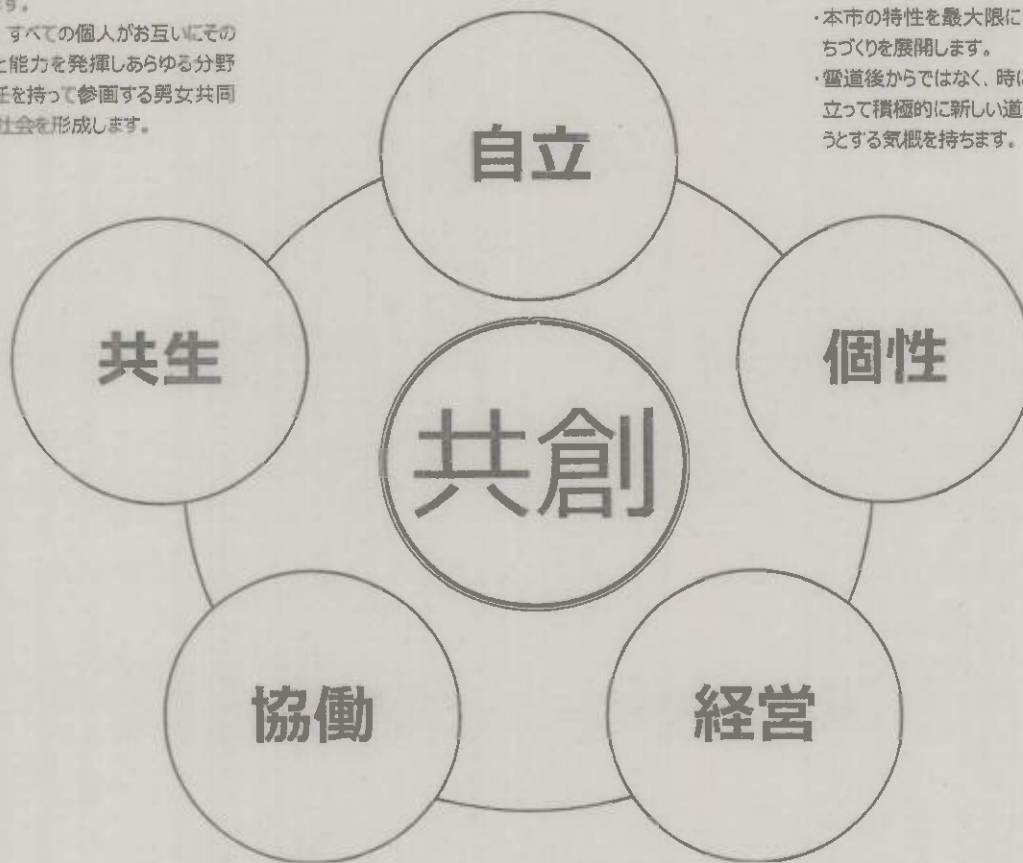 ます。
すべての個人がお互いにその
と能力を発揮しあらゆる分野
任を持って参画する男女共同
社会を形成します。
・本市の特性を最大限に
ちづくりを展開します。
・雪道後からではなく、時に
立って積極的に新しい道
うとする気概を持ちます。
自立
共生
個性
共創
協働
経営